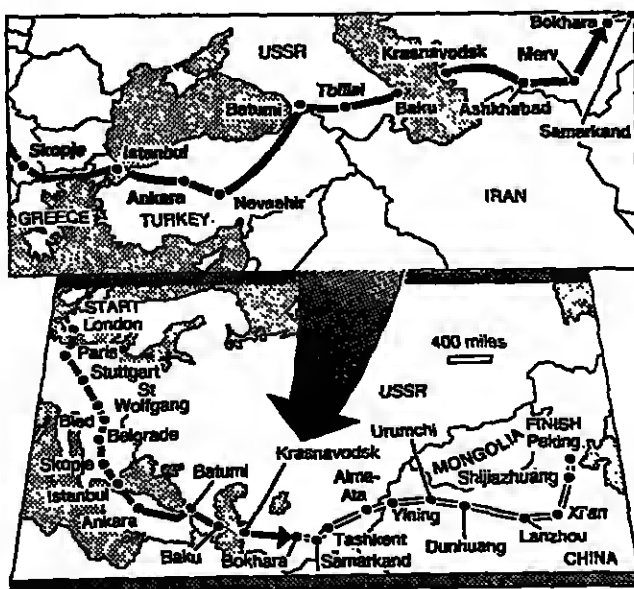 Bokhara
USSR
Krasnavodsk
Merv
Tbilisi
Batumi
Baku
Ashkhabad
Samarkand
Skopje
Istanbul
Ankara
Nevsehir
GREECE
TURKEY
IRAN
START
London
Paris
Stuttgart
St
Wolfgang
Bled
Belgrade
Skopje
Istanbul
Ankara
Batumi
Baku
Krasnavodsk
Bokhara
Samarkand
Tashkent
Alma-
Ata
Yining
Urumchi
Dunhuang
Lanzhou
Xi'an
Shijiazhuang
FINISH
Peking
MONGOLIA
USSR
400 miles
CHINA